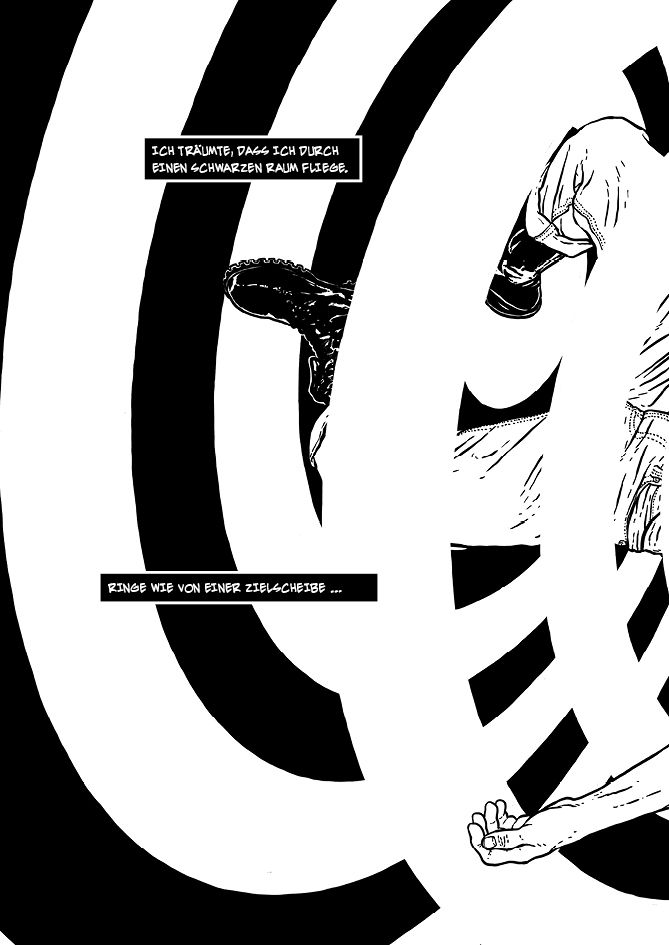 ICH TRÄUMTE, DASS ICH DURCH
EINEN SCHWARZEN RAUM FLIEGE.
RINGE WIE VON EINER ZIELSCHEIBE ...